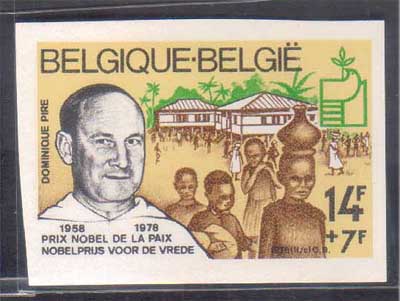 BELGIQUE·BELGIË
DOMINIQUE PIRE
1958 1978
PRIX NOBEL DE LA PAIX
NOBELPRIJS VOOR DE VREDE
14F
+7F